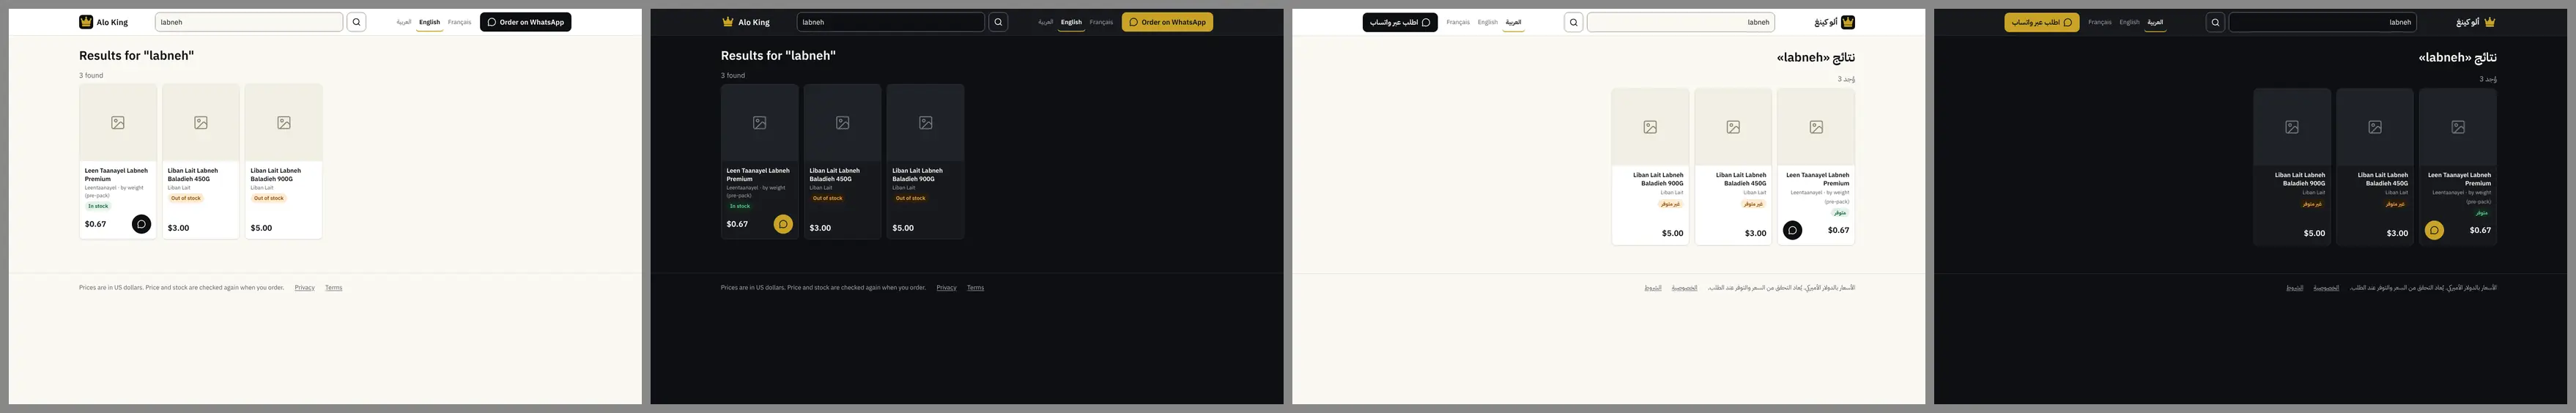 Alo King
labneh
العربية
English
Français
Order on WhatsApp
Results for "labneh"
3 found
Leen Taanayel Labneh
Premium
Leentaanayel · by weight
(pre-pack)
In stock
$0.67
Liban Lait Labneh
Baladieh 450G
Liban Lait
Out of stock
$3.00
Liban Lait Labneh
Baladieh 900G
Liban Lait
Out of stock
$5.00
Prices are in US dollars. Price and stock are checked again when you order.
Privacy
Terms
Alo King
labneh
العربية
English
Français
Order on WhatsApp
Results for "labneh"
3 found
Leen Taanayel Labneh
Premium
Leentaanayel · by weight
(pre-pack)
In stock
$0.67
Liban Lait Labneh
Baladieh 450G
Liban Lait
Out of stock
$3.00
Liban Lait Labneh
Baladieh 900G
Liban Lait
Out of stock
$5.00
Prices are in US dollars. Price and stock are checked again when you order.
Privacy
Terms
ألو كينغ
labneh
العربية
English
Français
اطلب عبر واتساب
نتائج «labneh»
وُجد 3
Leen Taanayel Labneh
Premium
Leentaanayel · by weight
(pre-pack)
متوفر
$0.67
Liban Lait Labneh
Baladieh 450G
Liban Lait
غير متوفر
$3.00
Liban Lait Labneh
Baladieh 900G
Liban Lait
غير متوفر
$5.00
الأسعار بالدولار الأميركي. يُعاد التحقق من السعر والتوفر عند الطلب.
الخصوصية
الشروط
ألو كينغ
labneh
العربية
English
Français
اطلب عبر واتساب
نتائج «labneh»
وُجد 3
Leen Taanayel Labneh
Premium
Leentaanayel · by weight
(pre-pack)
متوفر
$0.67
Liban Lait Labneh
Baladieh 450G
Liban Lait
غير متوفر
$3.00
Liban Lait Labneh
Baladieh 900G
Liban Lait
غير متوفر
$5.00
الأسعار بالدولار الأميركي. يُعاد التحقق من السعر والتوفر عند الطلب.
الخصوصية
الشروط